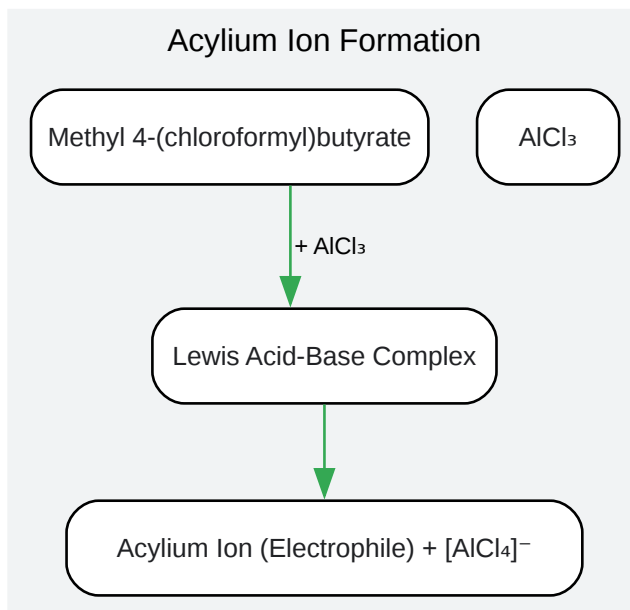 Acylium Ion Formation
Methyl 4-(chloroformyl)butyrate
AlCl₃
+ AlCl₃
Lewis Acid-Base Complex
Acylium Ion (Electrophile) + [AlCl₄]⁻